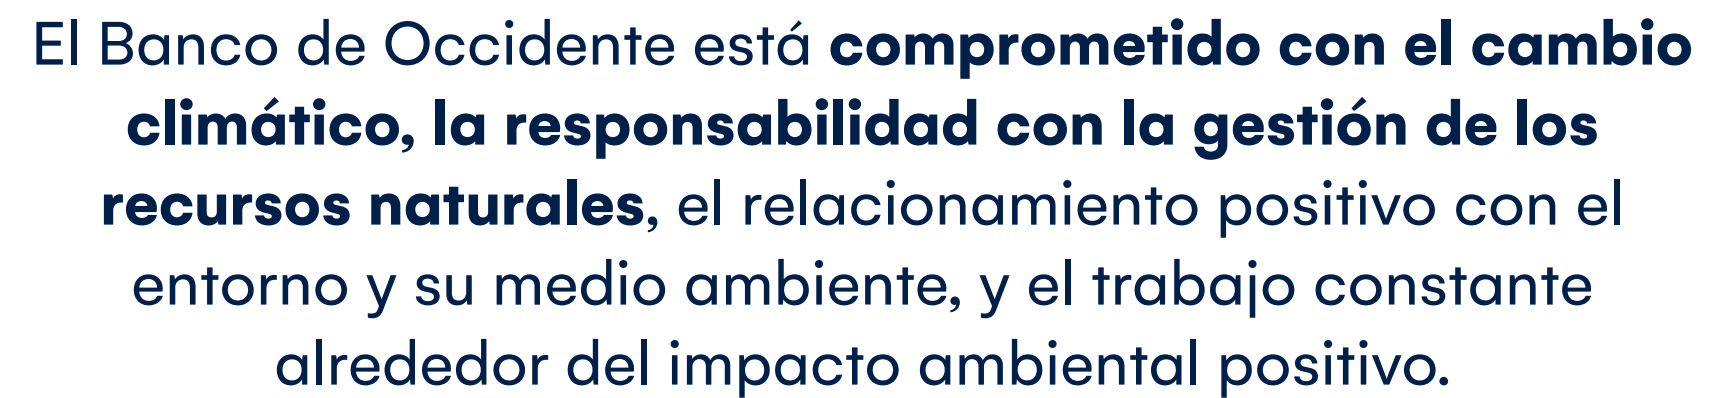 El Banco de Occidente está comprometido con el cambio
climático, la responsabilidad con la gestión de los
recursos naturales, el relacionamiento positivo con el
entorno y su medio ambiente, y el trabajo constante
alrededor del impacto ambiental positivo.